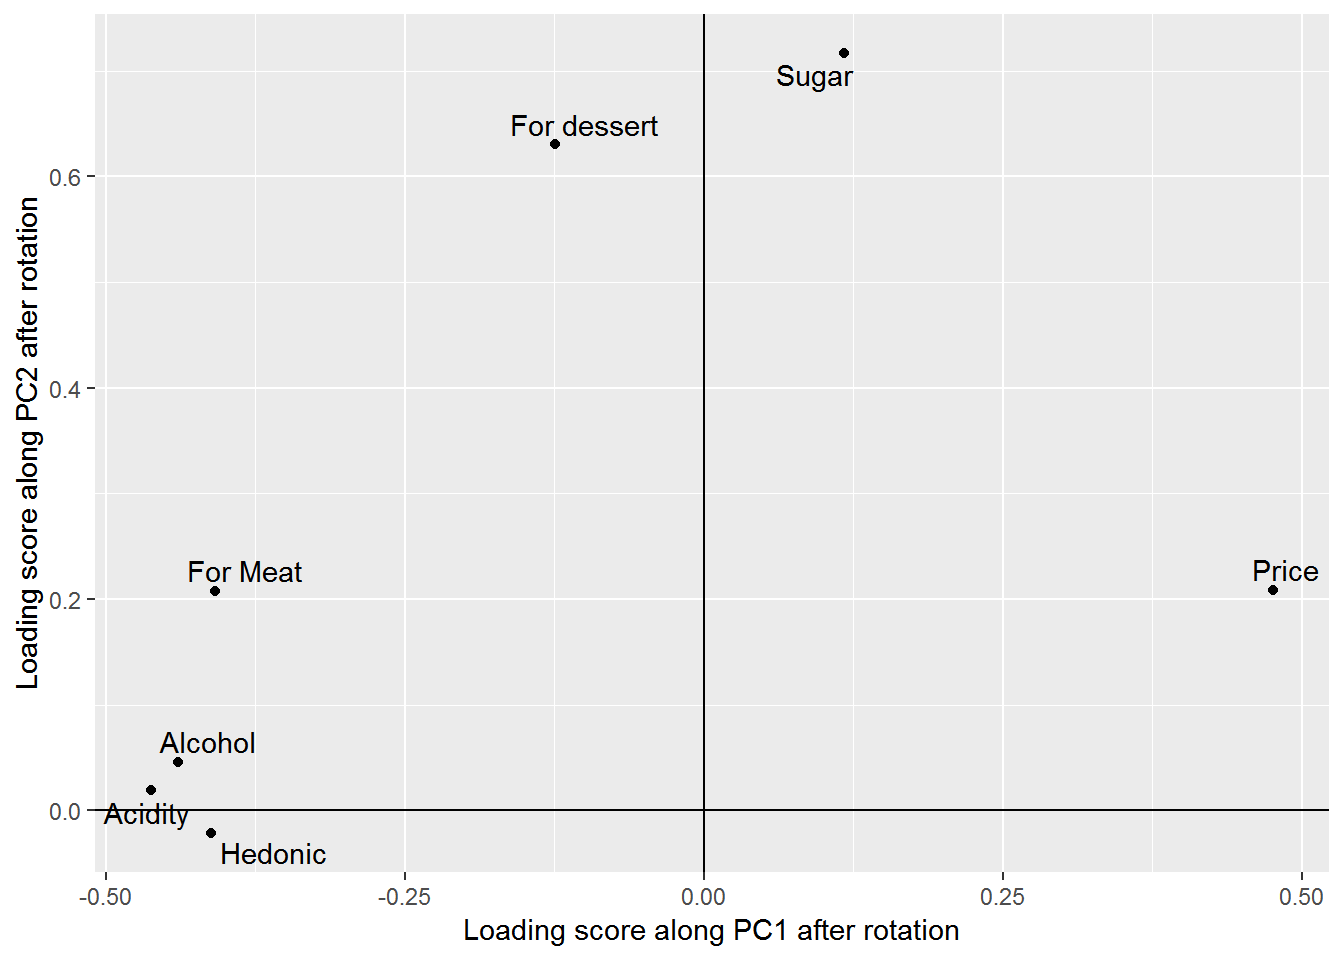 Sugar
For dessert
For Meat
Price
Alcohol
Acidity
Hedonic
0.6
0.4
0.2
0.0
-0.50
-0.25
0.00
0.25
0.50
Loading score along PC1 after rotation
Loading score along PC2 after rotation